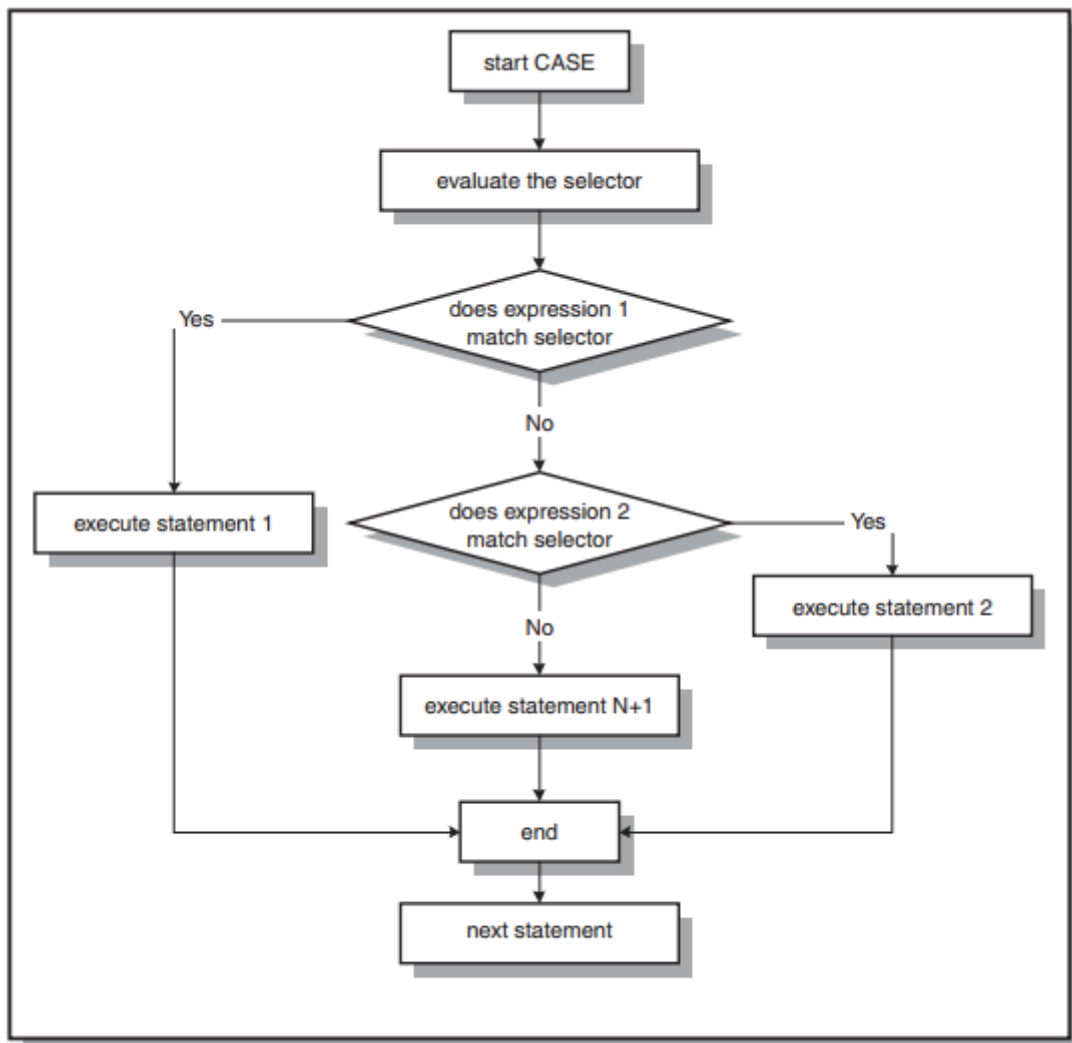 start CASE
evaluate the selector
does expression 1
match selector
Yes
No
execute statement 1
does expression 2
match selector
Yes
execute statement 2
No
execute statement N+1
end
next statement